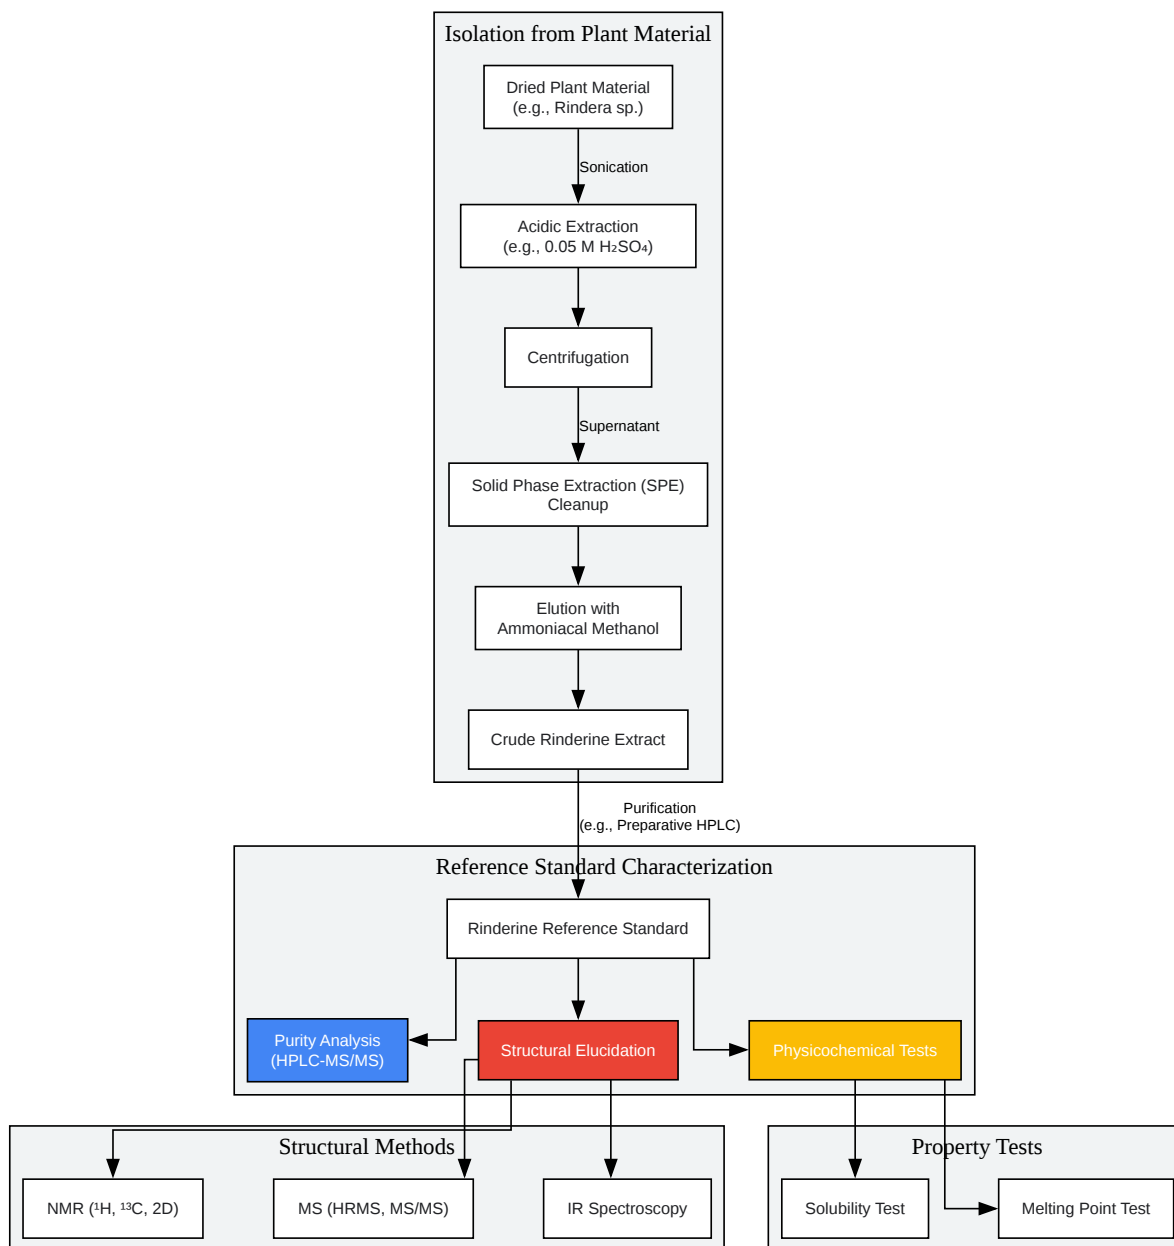 Isolation from Plant Material
Dried Plant Material
(e.g., Rindera sp.)
Sonication
Acidic Extraction
(e.g., 0.05 M H₂SO₄)
Centrifugation
Supernatant
Solid Phase Extraction (SPE)
Cleanup
Elution with
Ammoniacal Methanol
Crude Rinderine Extract
Purification
(e.g., Preparative HPLC)
Reference Standard Characterization
Rinderine Reference Standard
Purity Analysis
(HPLC-MS/MS)
Structural Elucidation
Physicochemical Tests
Structural Methods
NMR (¹H, ¹³C, 2D)
MS (HRMS, MS/MS)
IR Spectroscopy
Property Tests
Solubility Test
Melting Point Test